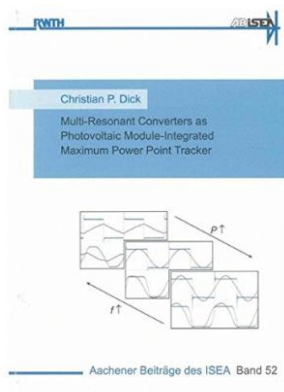 RWTH
ISEA
Christian P. Dick
Multi-Resonant Converters as
Photovoltaic Module-Integrated
Maximum Power Point Tracker
P↑
f↑
Aachener Beiträge des ISEA Band 52